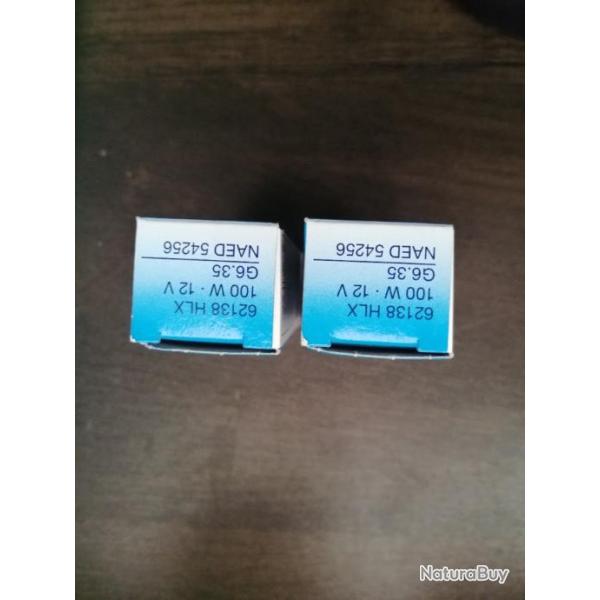 62138 HLX
100 W · 12 V
G6.35
NAED 54256
62138 HLX
100 W · 12 V
G6.35
NAED 54256
NaturaBuy